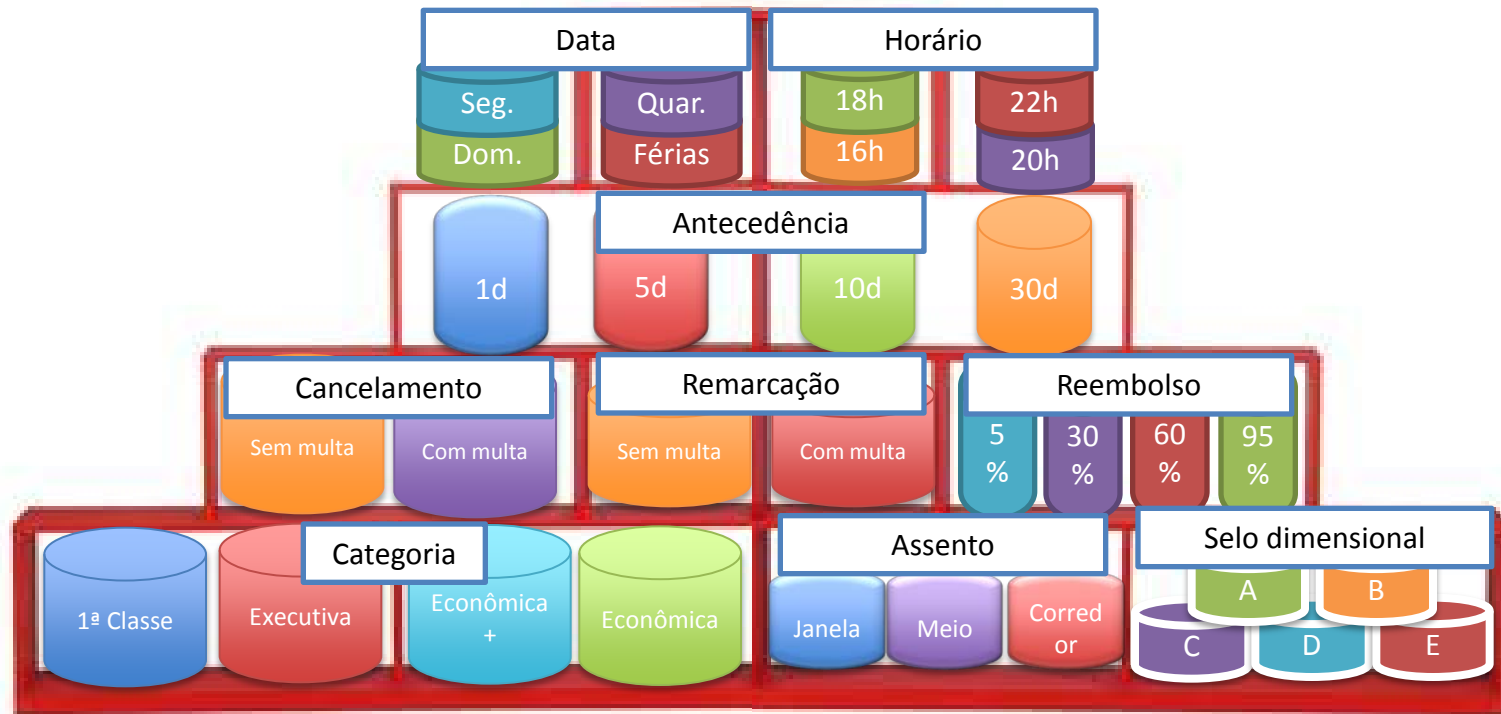 Data
Horário
Seg.
Quar.
18h
22h
Dom.
Férias
16h
20h
Antecedência
1d
5d
10d
30d
Cancelamento
Remarcação
Reembolso
Sem multa
Com multa
Sem multa
Com multa
5
%
30
%
60
%
95
%
Categoria
Assento
Selo dimensional
1ª Classe
Executiva
Econômica
+
Econômica
Janela
Meio
Corred
or
A
B
C
D
E